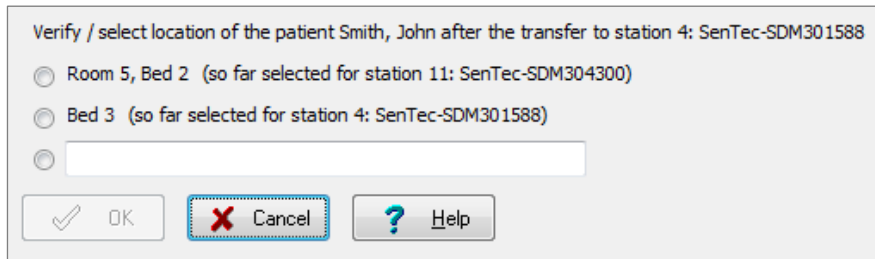 Verify / select location of the patient Smith, John after the transfer to station 4: SenTec-SDM301588
Room 5, Bed 2 (so far selected for station 11: SenTec-SDM304300)
Bed 3 (so far selected for station 4: SenTec-SDM301588)
OK Cancel Help